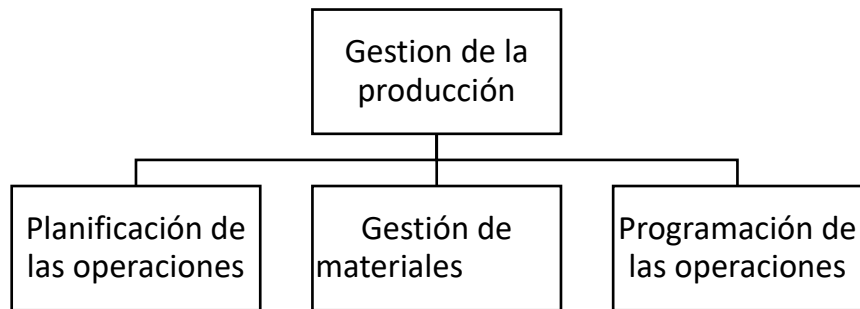 Gestion de la
producción
Planificación de
las operaciones
Gestión de
materiales
Programación de
las operaciones